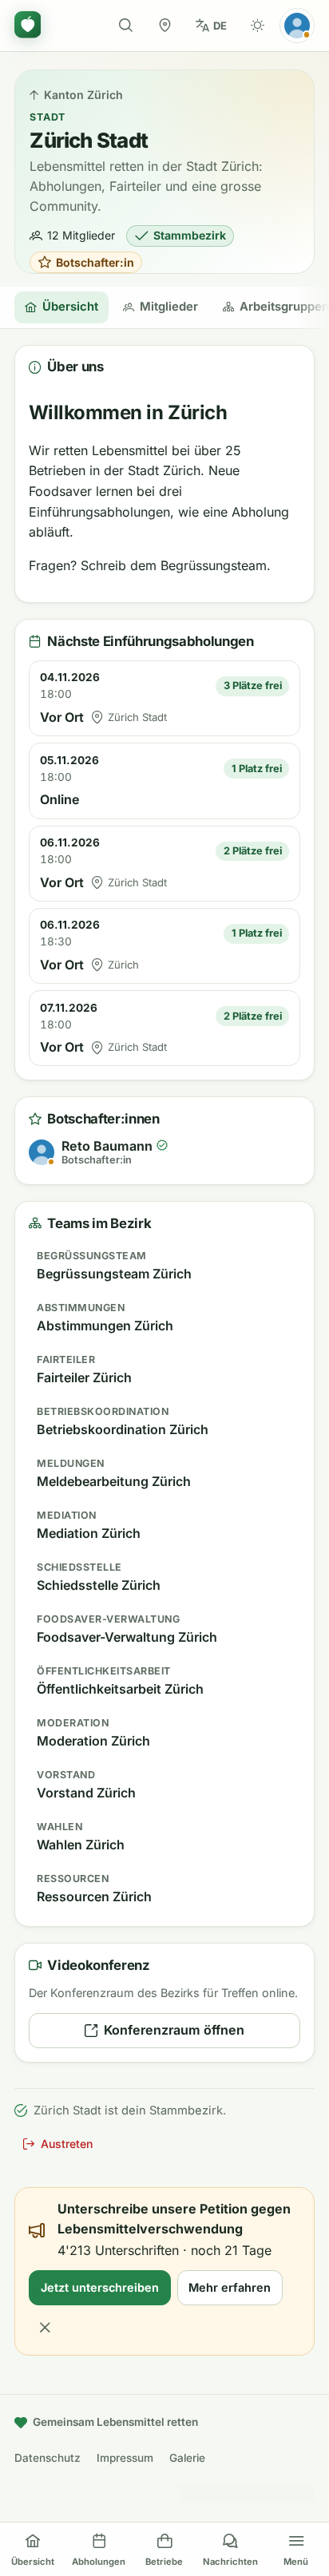 DE
Kanton Zürich
STADT
Zürich Stadt
Lebensmittel retten in der Stadt Zürich:
Abholungen, Fairteiler und eine grosse
Community.
12 Mitglieder
Stammbezirk
Botschafter:in
Übersicht
Mitglieder
Arbeitsgruppen
Über uns
Willkommen in Zürich
Wir retten Lebensmittel bei über 25
Betrieben in der Stadt Zürich. Neue
Foodsaver lernen bei drei
Einführungsabholungen, wie eine Abholung
abläuft.
Fragen? Schreib dem Begrüssungsteam.
Nächste Einführungsabholungen
04.11.2026
18:00
3 Plätze frei
Vor Ort Zürich Stadt
05.11.2026
18:00
1 Platz frei
Online
06.11.2026
18:00
2 Plätze frei
Vor Ort Zürich Stadt
06.11.2026
18:30
1 Platz frei
Vor Ort Zürich
07.11.2026
18:00
2 Plätze frei
Vor Ort Zürich Stadt
Botschafter:innen
Reto Baumann
Botschafter:in
Teams im Bezirk
BEGRÜSSUNGSTEAM
Begrüssungsteam Zürich
ABSTIMMUNGEN
Abstimmungen Zürich
FAIRTEILER
Fairteiler Zürich
BETRIEBSKOORDINATION
Betriebskoordination Zürich
MELDUNGEN
Meldebearbeitung Zürich
MEDIATION
Mediation Zürich
SCHIEDSSTELLE
Schiedsstelle Zürich
FOODSAVER-VERWALTUNG
Foodsaver-Verwaltung Zürich
ÖFFENTLICHKEITSARBEIT
Öffentlichkeitsarbeit Zürich
MODERATION
Moderation Zürich
VORSTAND
Vorstand Zürich
WAHLEN
Wahlen Zürich
RESSOURCEN
Ressourcen Zürich
Videokonferenz
Der Konferenzraum des Bezirks für Treffen online.
Konferenzraum öffnen
Zürich Stadt ist dein Stammbezirk.
Austreten
Unterschreibe unsere Petition gegen
Lebensmittelverschwendung
4'213 Unterschriften · noch 21 Tage
Jetzt unterschreiben
Mehr erfahren
Gemeinsam Lebensmittel retten
Datenschutz Impressum Galerie
Übersicht Abholungen Betriebe Nachrichten Menü